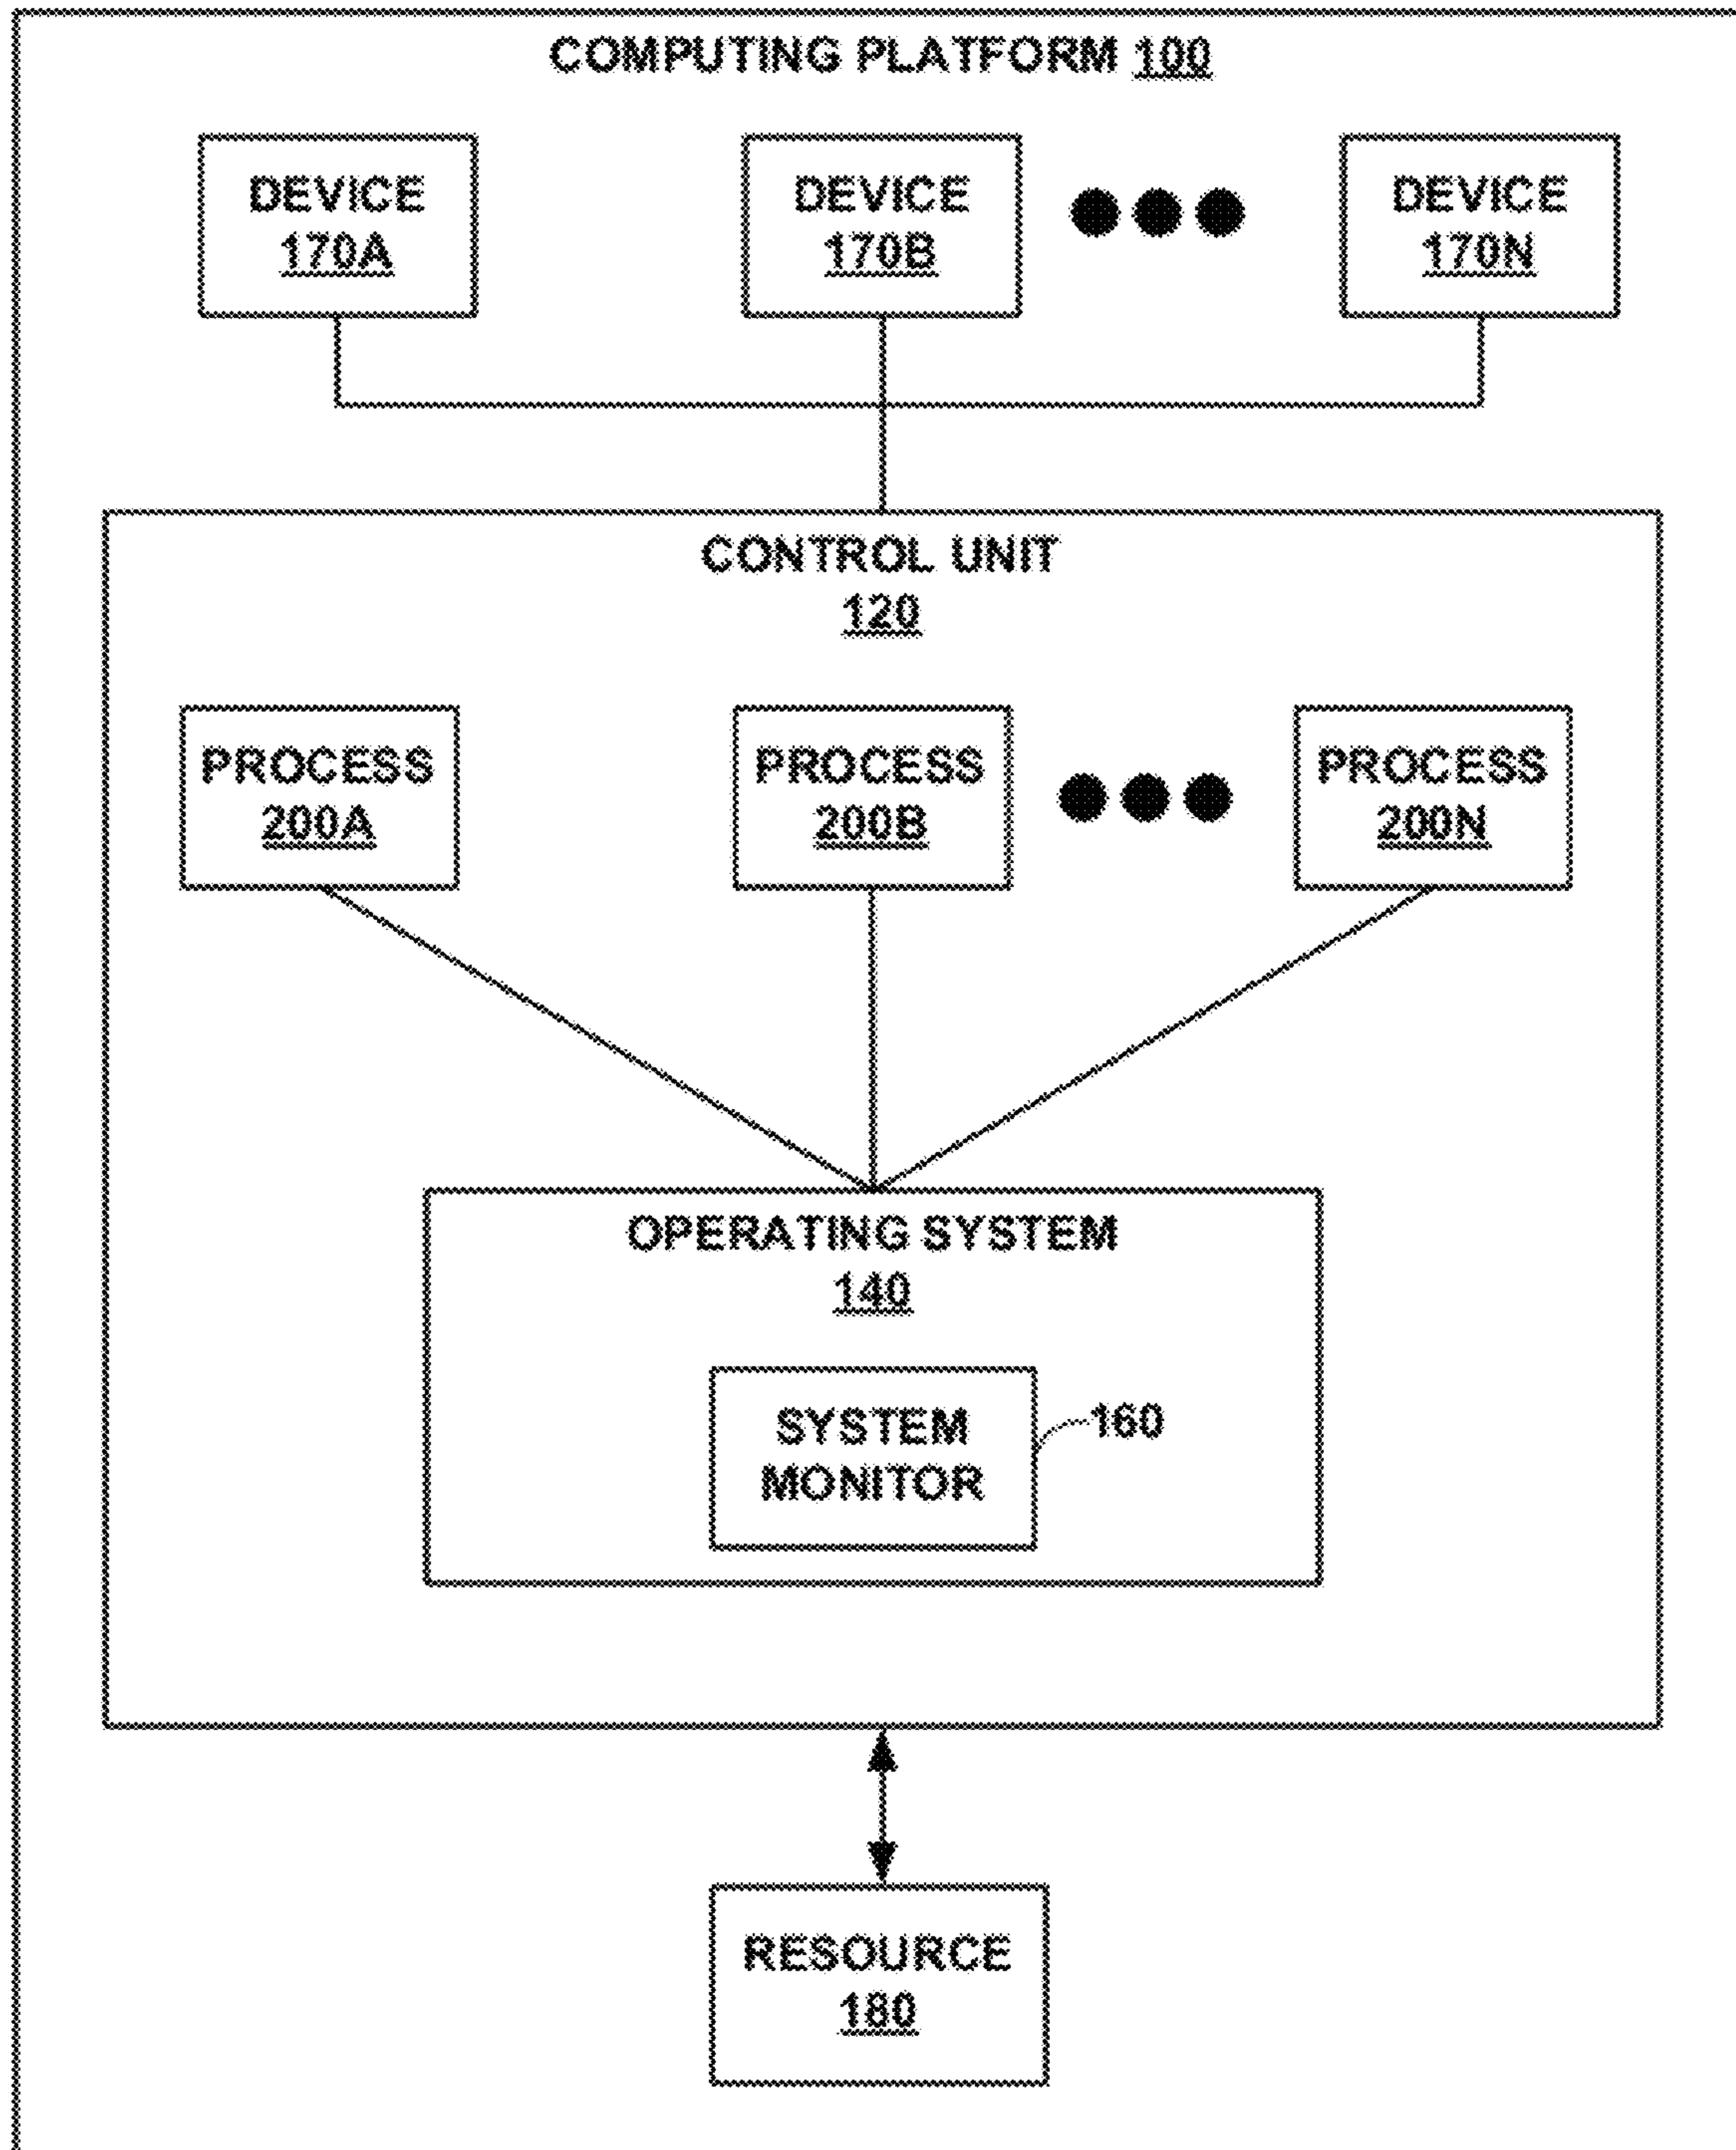 COMPUTING PLATFORM 100
DEVICE
170A
DEVICE
170B
DEVICE
170N
CONTROL UNIT
120
PROCESS
200A
PROCESS
200B
PROCESS
200N
OPERATING SYSTEM
140
SYSTEM
MONITOR
160
RESOURCE
180